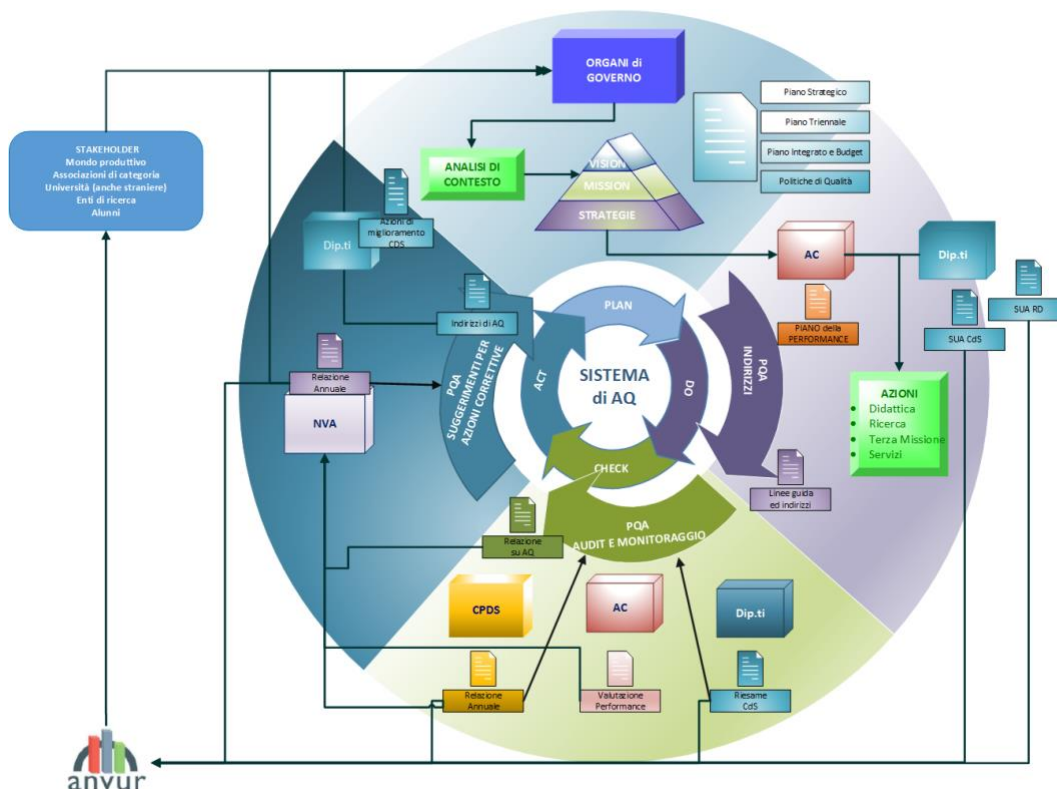 ORGANI di
GOVERNO
Piano Strategico
Piano Triennale
Piano Integrato e Budget
Politiche di Qualità
STAKEHOLDER
Mondo produttivo
Associazioni di categoria
Università (anche straniere)
Enti di ricerca
Alunni
ANALISI DI
CONTESTO
VISION
MISSION
STRATEGIE
Azioni di
miglioramento
CDS
Dip.ti
AC
Dip.ti
PIANO della
PERFORMANCE
SUA RD
SUA CdS
Indirizzi di AQ
PLAN
DO
CHECK
ACT
SISTEMA
di AQ
PQA
INDIRIZZI
PQA
SUGGERIMENTI PER
AZIONI CORRETTIVE
Relazione
Annuale
NVA
AZIONI
• Didattica
• Ricerca
• Terza Missione
• Servizi
Linee guida
ed indirizzi
PQA
AUDIT E MONITORAGGIO
Relazione
su AQ
CPDS
AC
Dip.ti
Relazione
Annuale
Valutazione
Performance
Riesame
CdS
anvur